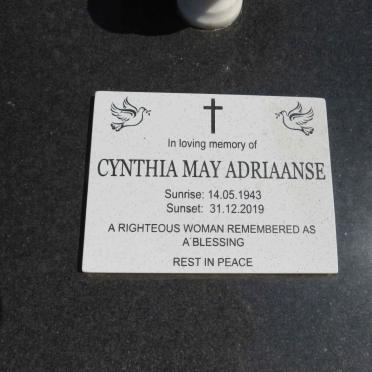 In loving memory of
CYNTHIA MAY ADRIAANSE
Sunrise: 14.05.1943
Sunset: 31.12.2019
A RIGHTEOUS WOMAN REMEMBERED AS
A BLESSING
REST IN PEACE